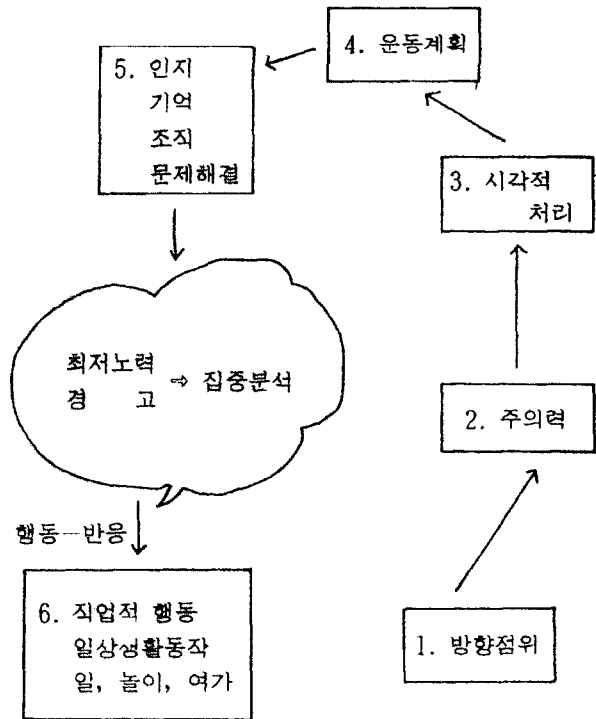 4. 운동계획
5. 인지
기억
조직
문제해결
3. 시각적
처리
최저노력
경 고 ⇨ 집중분석
2. 주의력
행동-반응
6. 직업적 행동
일상생활동작
일, 놀이, 여가
1. 방향점위